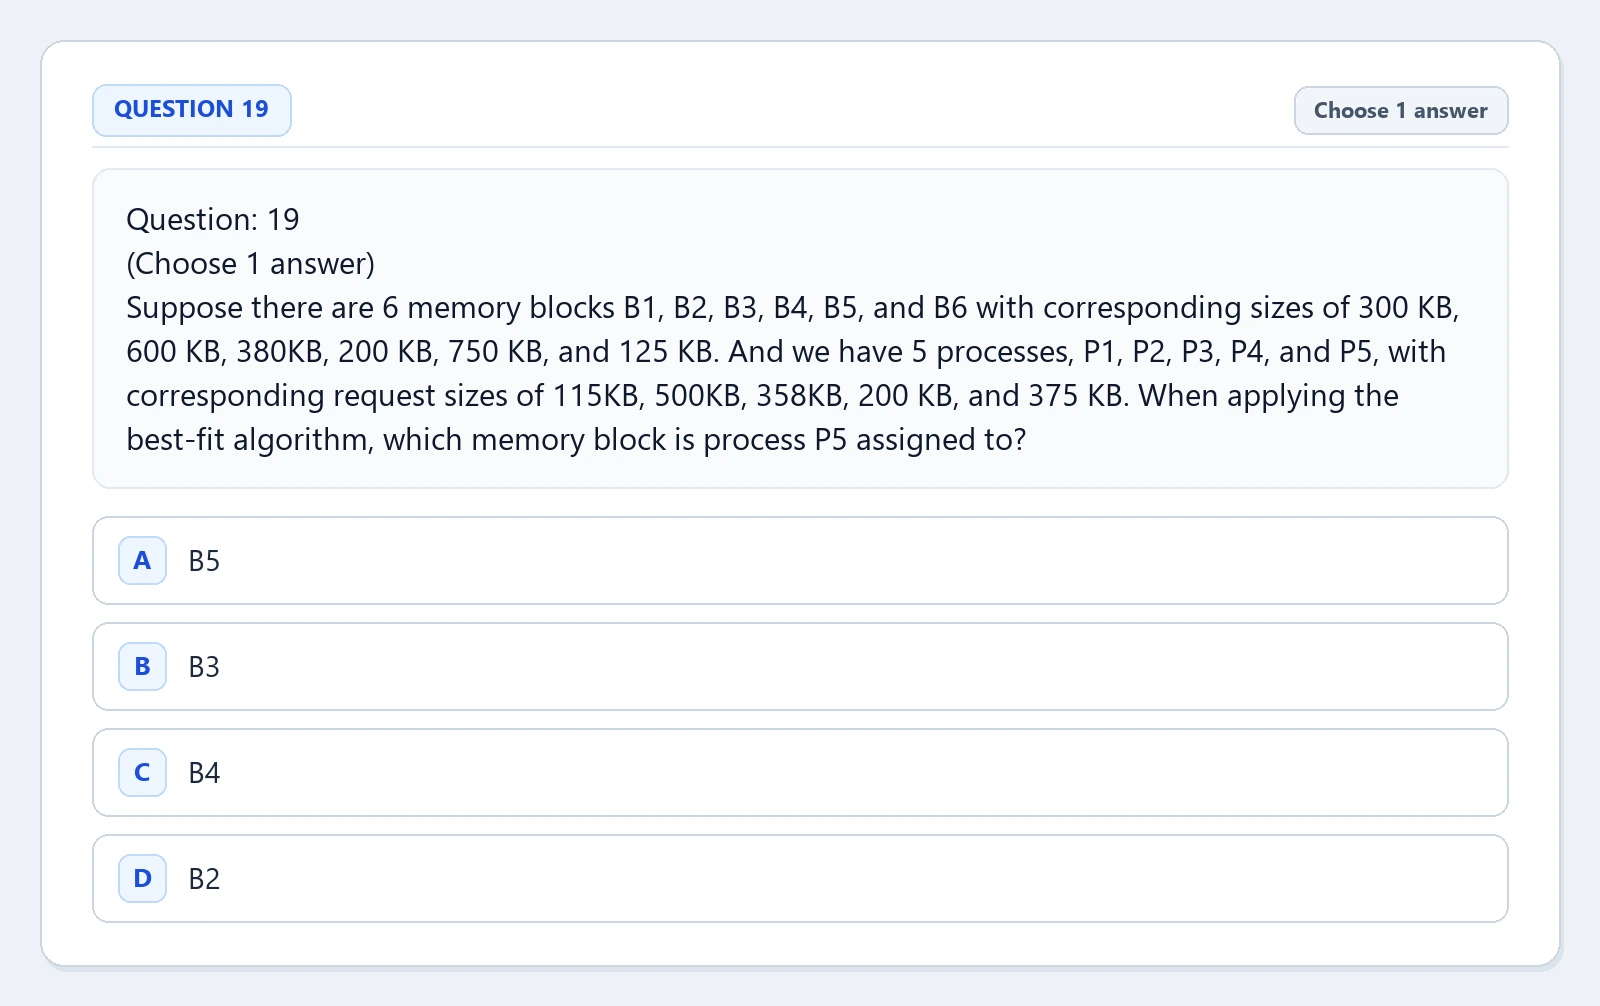 QUESTION 19
Choose 1 answer
Question: 19
(Choose 1 answer)
Suppose there are 6 memory blocks B1, B2, B3, B4, B5, and B6 with corresponding sizes of 300 KB,
600 KB, 380KB, 200 KB, 750 KB, and 125 KB. And we have 5 processes, P1, P2, P3, P4, and P5, with
corresponding request sizes of 115KB, 500KB, 358KB, 200 KB, and 375 KB. When applying the
best-fit algorithm, which memory block is process P5 assigned to?
A B5
B B3
C B4
D B2